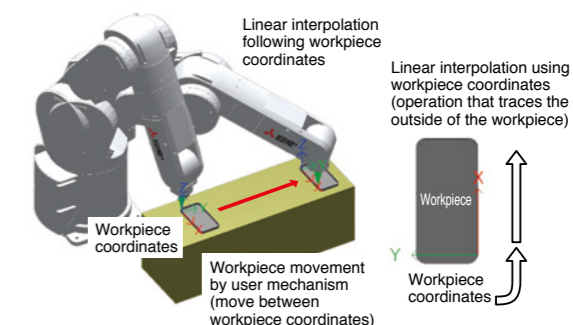 Linear interpolation
following workpiece
coordinates
Linear interpolation using
workpiece coordinates
(operation that traces the
outside of the workpiece)
Z
Z
Y
X
X
X
Workpiece
Y
Workpiece
coordinates
Workpiece
coordinates
Workpiece movement
by user mechanism
(move between
workpiece coordinates)